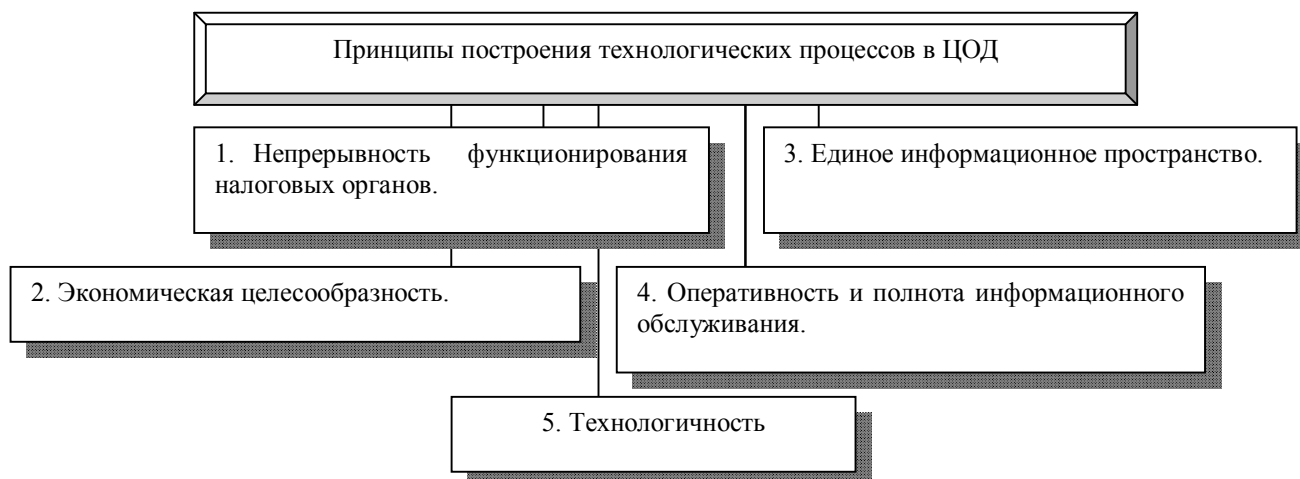 Принципы построения технологических процессов в ЦОД
1. Непрерывность функционирования
налоговых органов.
3. Единое информационное пространство.
2. Экономическая целесообразность.
4. Оперативность и полнота информационного
обслуживания.
5. Технологичность